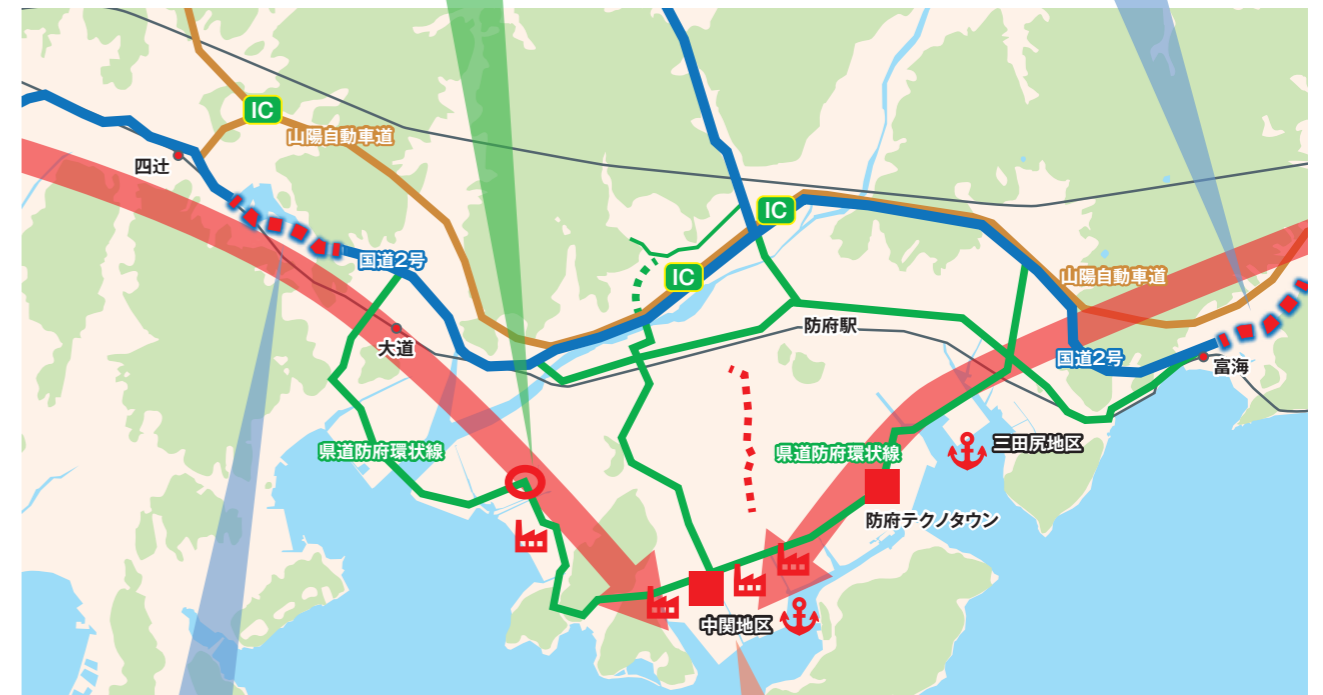 IC
山陽自動車道
四辻
IC
国道2号
IC
山陽自動車道
防府駅
大道
国道2号
富海
県道防府環状線
県道防府環状線
三田尻地区
防府テクノタウン
中関地区